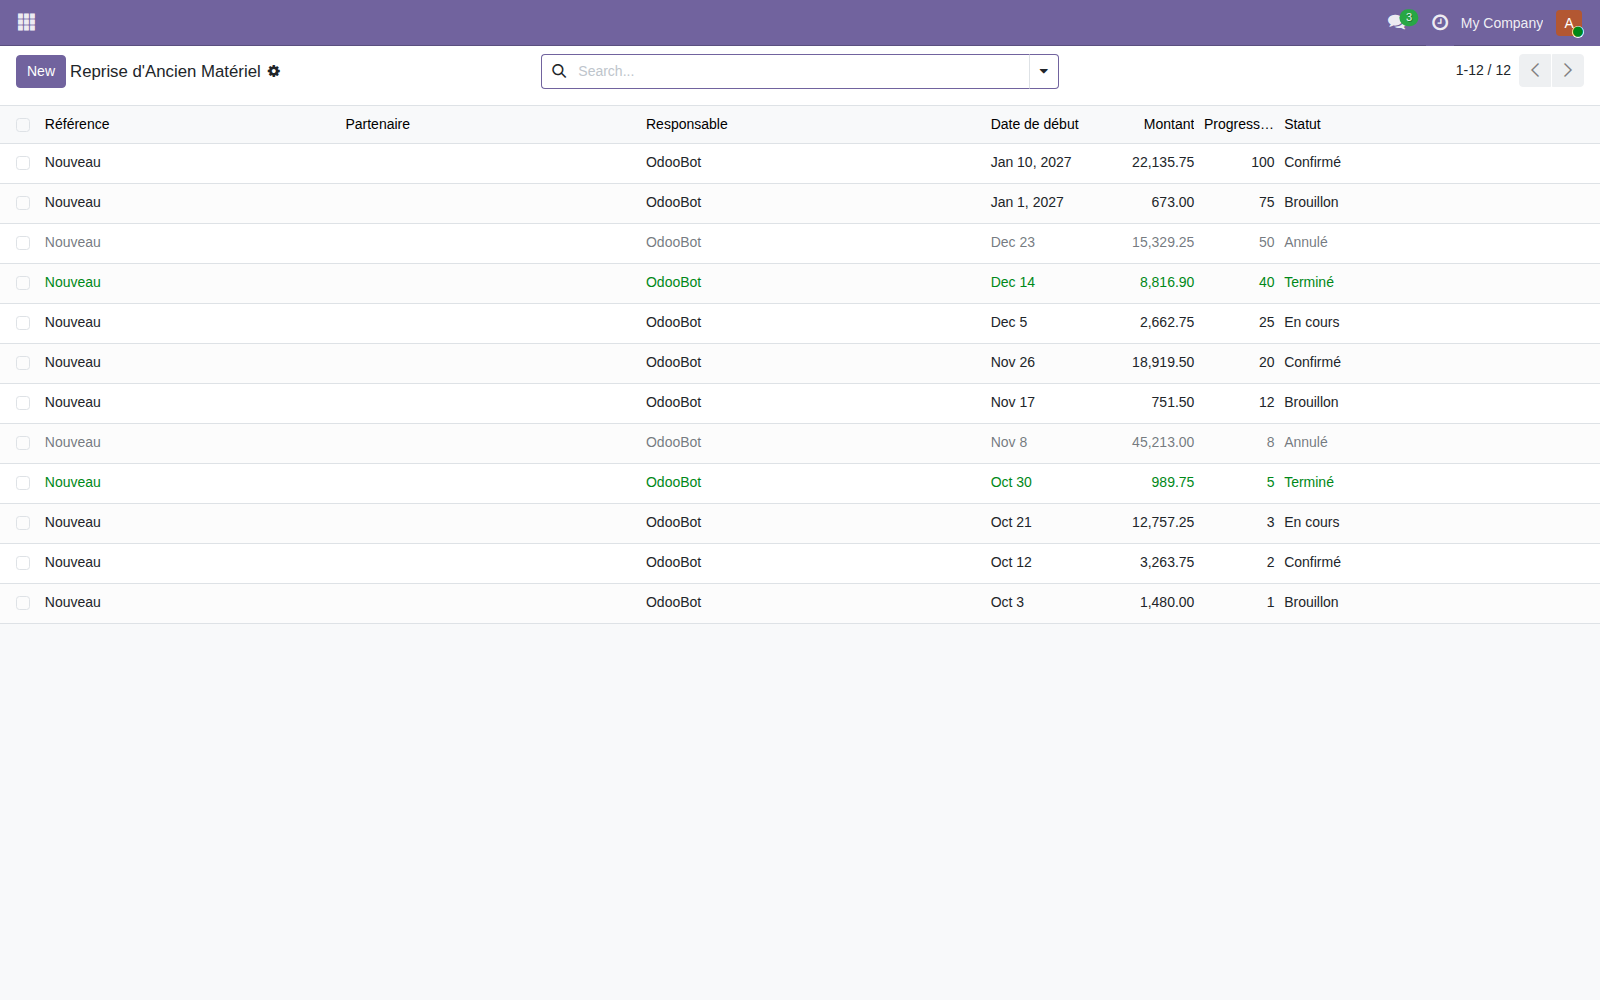 3 My Company A
New Reprise d'Ancien Matériel Search... 1-12 / 12
Référence Partenaire Responsable Date de début Montant Progress… Statut
Nouveau OdooBot Jan 10, 2027 22,135.75 100 Confirmé
Nouveau OdooBot Jan 1, 2027 673.00 75 Brouillon
Nouveau OdooBot Dec 23 15,329.25 50 Annulé
Nouveau OdooBot Dec 14 8,816.90 40 Terminé
Nouveau OdooBot Dec 5 2,662.75 25 En cours
Nouveau OdooBot Nov 26 18,919.50 20 Confirmé
Nouveau OdooBot Nov 17 751.50 12 Brouillon
Nouveau OdooBot Nov 8 45,213.00 8 Annulé
Nouveau OdooBot Oct 30 989.75 5 Terminé
Nouveau OdooBot Oct 21 12,757.25 3 En cours
Nouveau OdooBot Oct 12 3,263.75 2 Confirmé
Nouveau OdooBot Oct 3 1,480.00 1 Brouillon